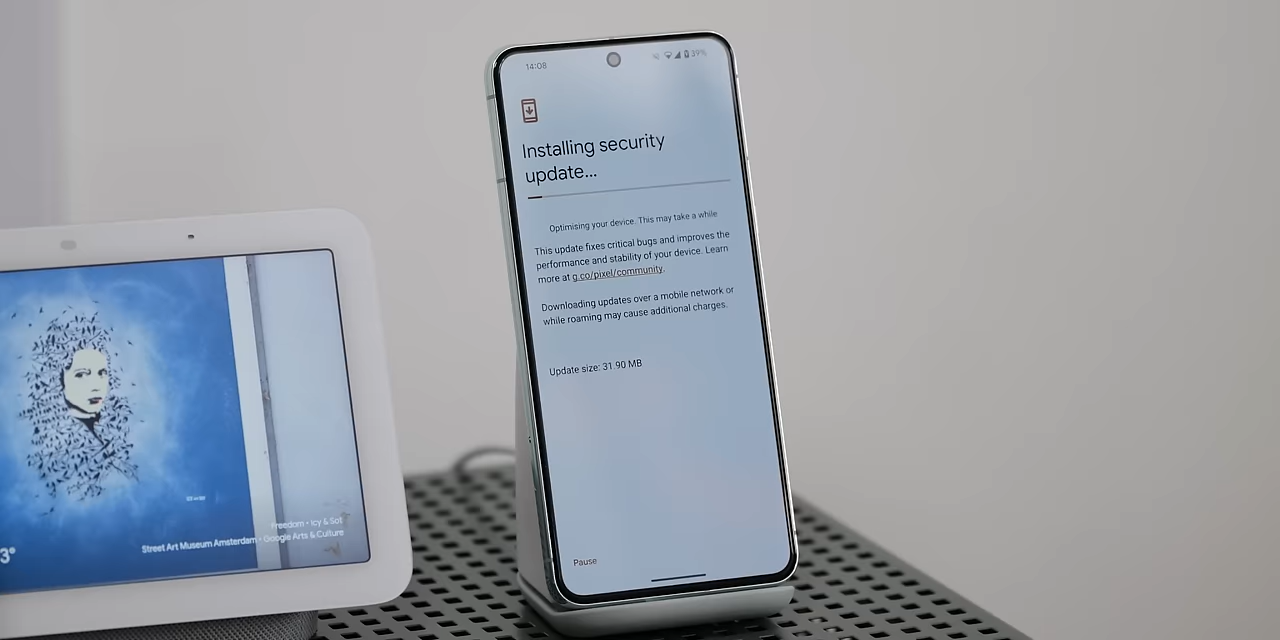 14:08
39%
Installing security
update...
Optimising your device. This may take a while
This update fixes critical bugs and improves the
performance and stability of your device. Learn
more at g.co/pixel/community.
Downloading updates over a mobile network or
while roaming may cause additional charges.
Update size: 31.90 MB
Pause
Freedom • Icy & Sot
Street Art Museum Amsterdam • Google Arts & Culture
3°